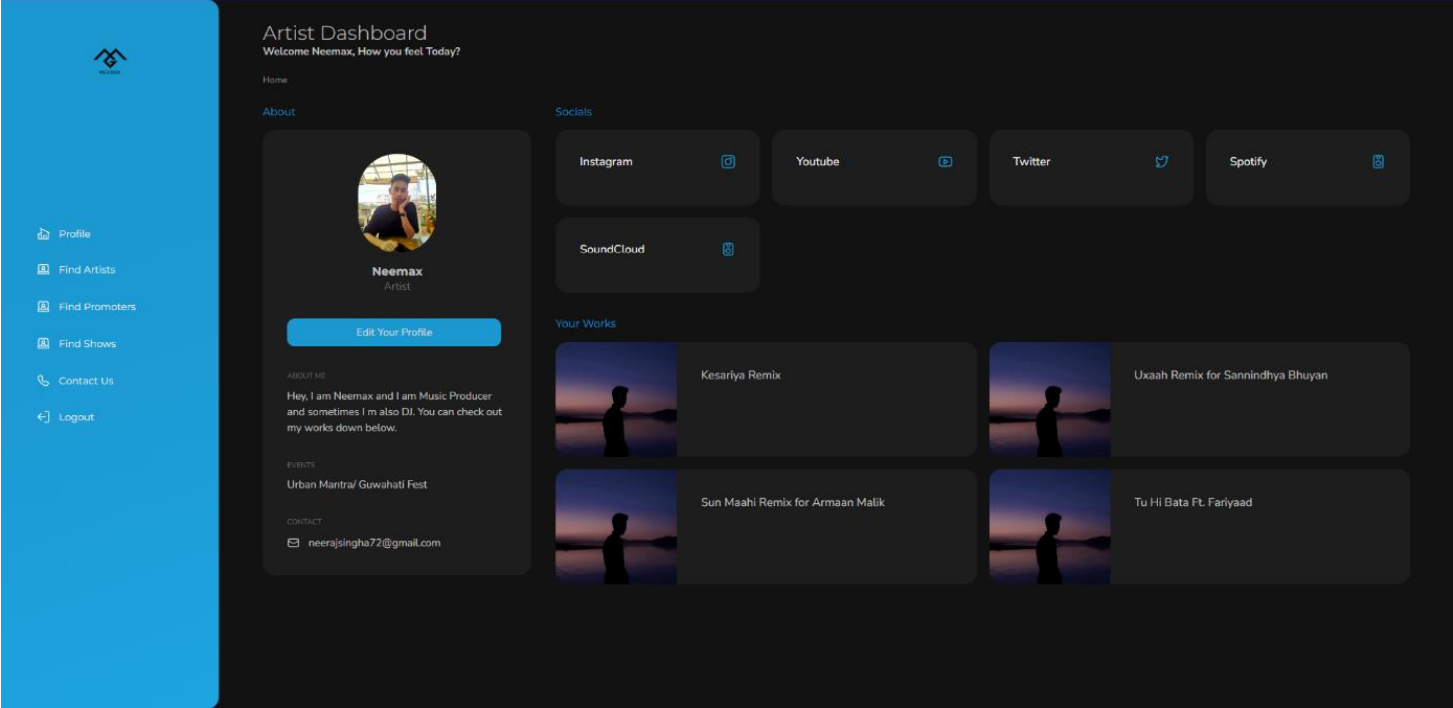 Artist Dashboard
Welcome Neemax, How you feel Today?
Home
Profile
Find Artists
Find Promoters
Find Shows
Contact Us
Logout
About
Neemax
Artist
Edit Your Profile
ABOUT ME
Hey, I am Neemax and I am Music Producer
and sometimes I m also DJ. You can check out
my works down below.
EVENTS
Urban Mantra/ Guwahati Fest
CONTACT
neerajsingha72@gmail.com
Socials
Instagram
Youtube
Twitter
Spotify
SoundCloud
Your Works
Kesariya Remix
Uxaah Remix for Sannindhya Bhuyan
Sun Maahi Remix for Armaan Malik
Tu Hi Bata Ft. Fariyaad